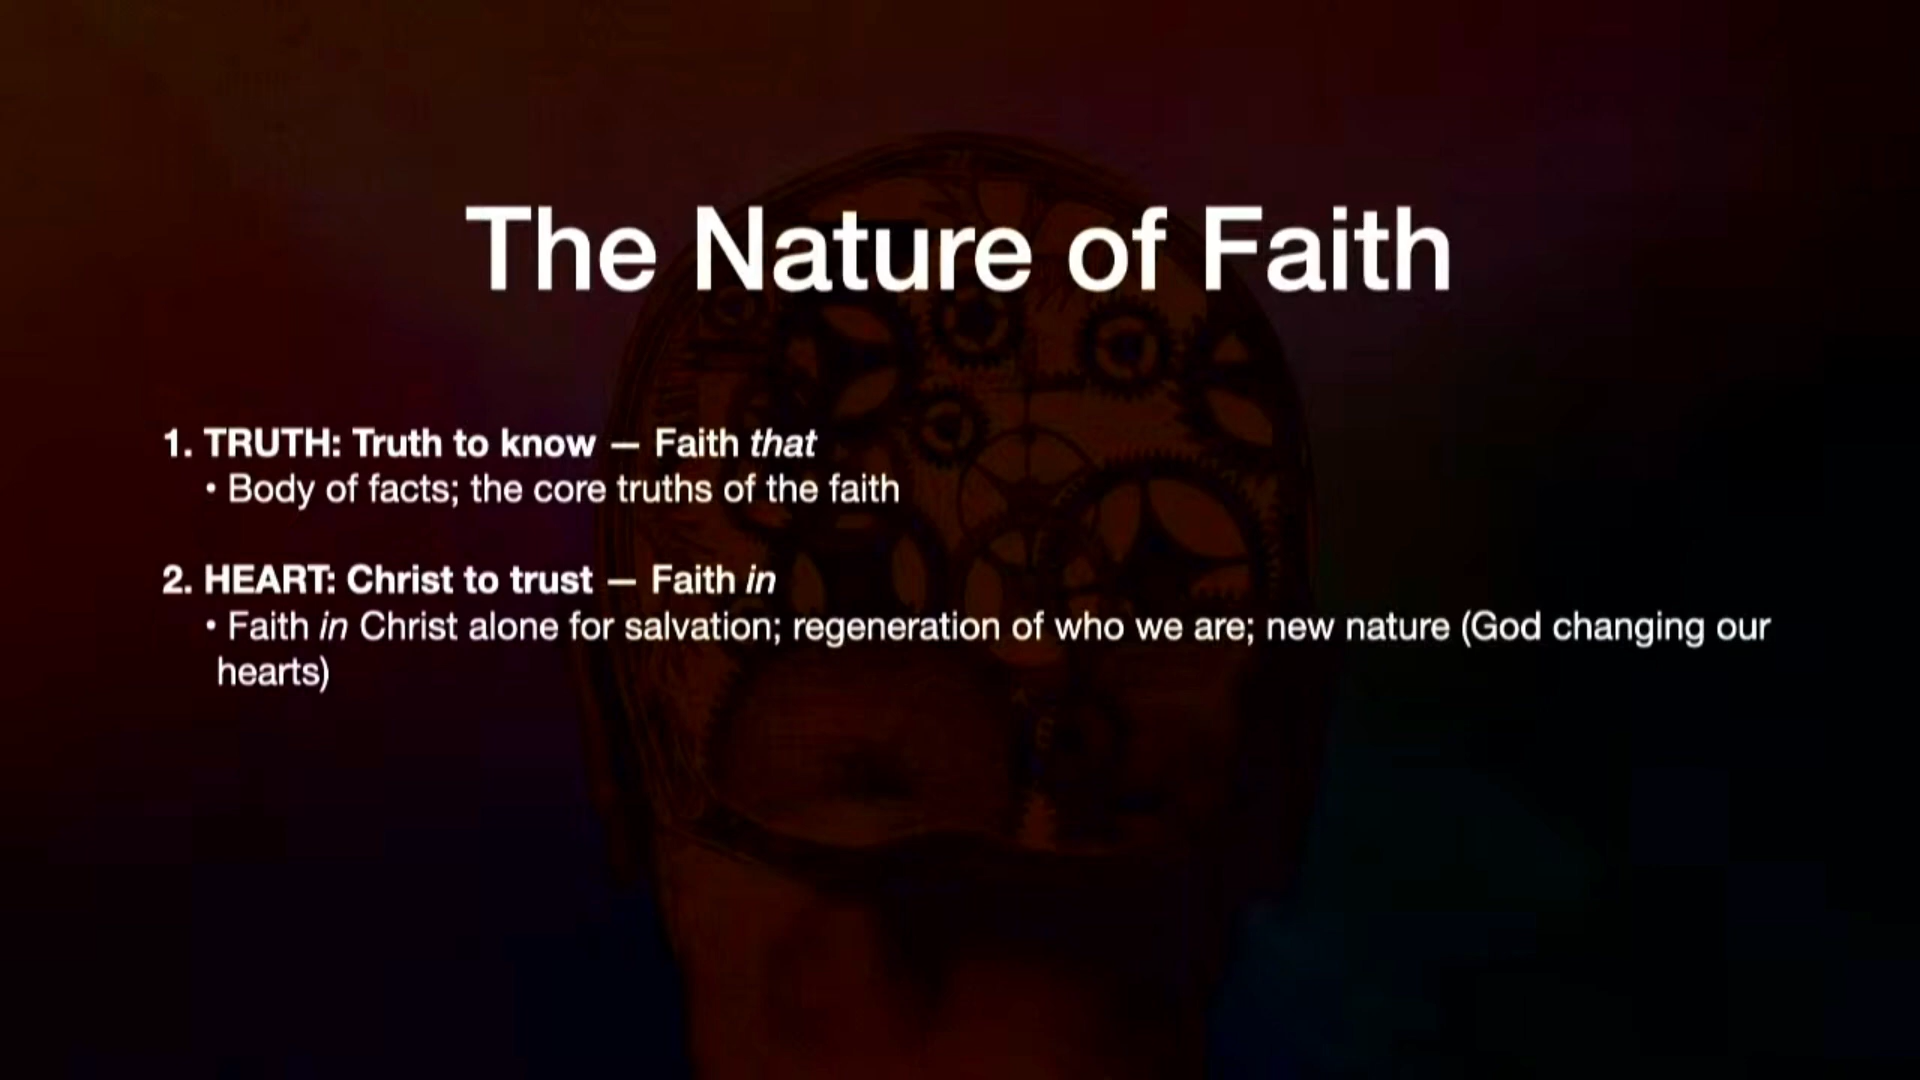 The Nature of Faith
1. TRUTH: Truth to know — Faith that
• Body of facts; the core truths of the faith
2. HEART: Christ to trust — Faith in
• Faith in Christ alone for salvation; regeneration of who we are; new nature (God changing our
hearts)